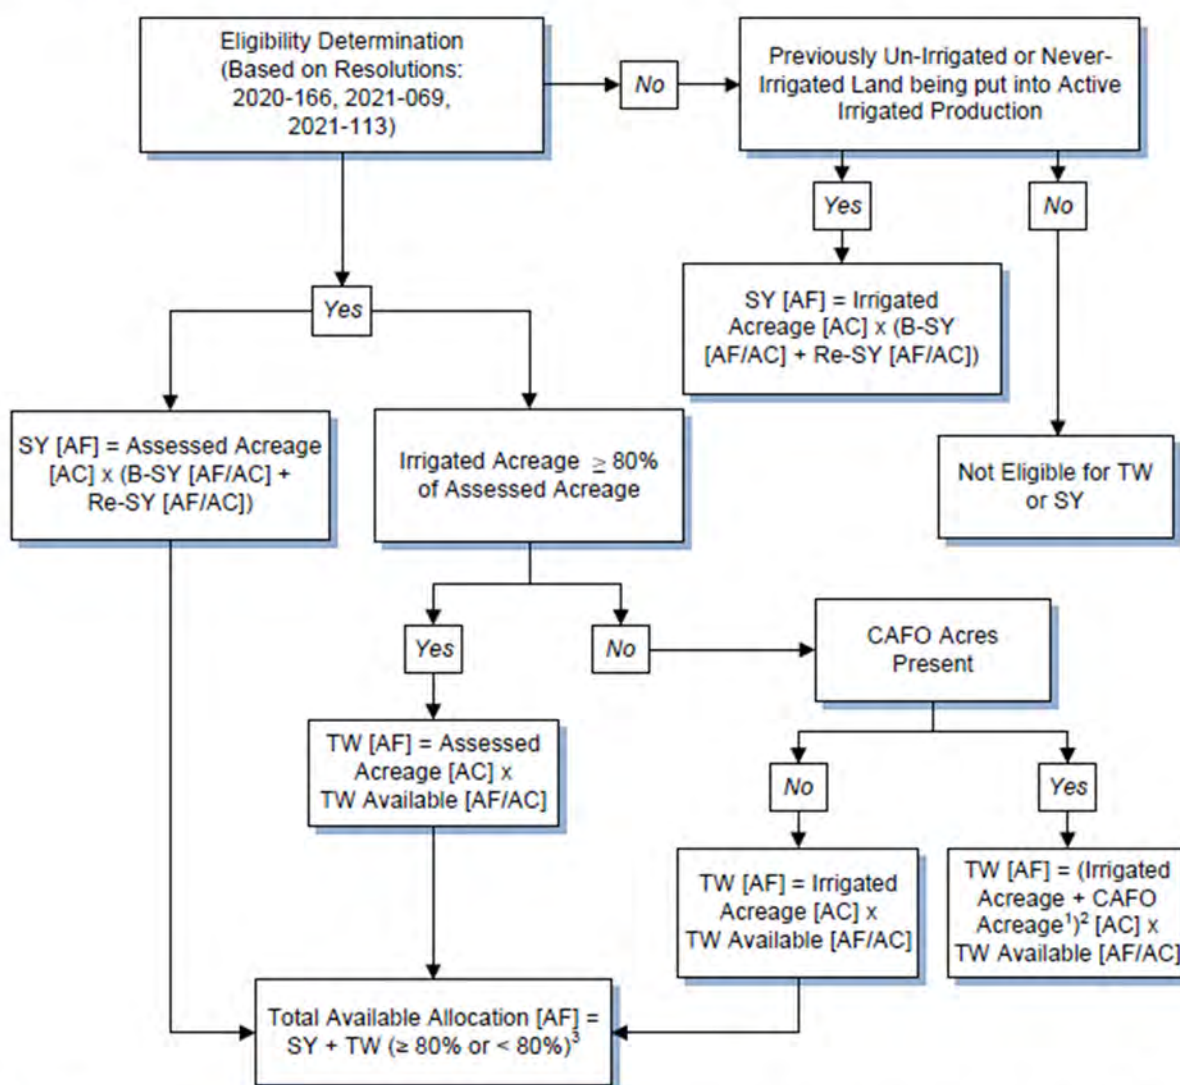 Eligibility Determination
(Based on Resolutions:
2020-166, 2021-069,
2021-113)
No
Previously Un-Irrigated or Never-
Irrigated Land being put into Active
Irrigated Production
Yes
No
SY [AF] = Irrigated
Acreage [AC] x (B-SY
[AF/AC] + Re-SY [AF/AC])
Not Eligible for TW
or SY
Yes
SY [AF] = Assessed Acreage
[AC] x (B-SY [AF/AC] +
Re-SY [AF/AC])
Irrigated Acreage ≥ 80%
of Assessed Acreage
Yes
No
CAFO Acres
Present
TW [AF] = Assessed
Acreage [AC] x
TW Available [AF/AC]
No
Yes
TW [AF] = Irrigated
Acreage [AC] x
TW Available [AF/AC]
TW [AF] = (Irrigated
Acreage + CAFO
Acreage¹)² [AC] x
TW Available [AF/AC]
Total Available Allocation [AF] =
SY + TW (≥ 80% or < 80%)³